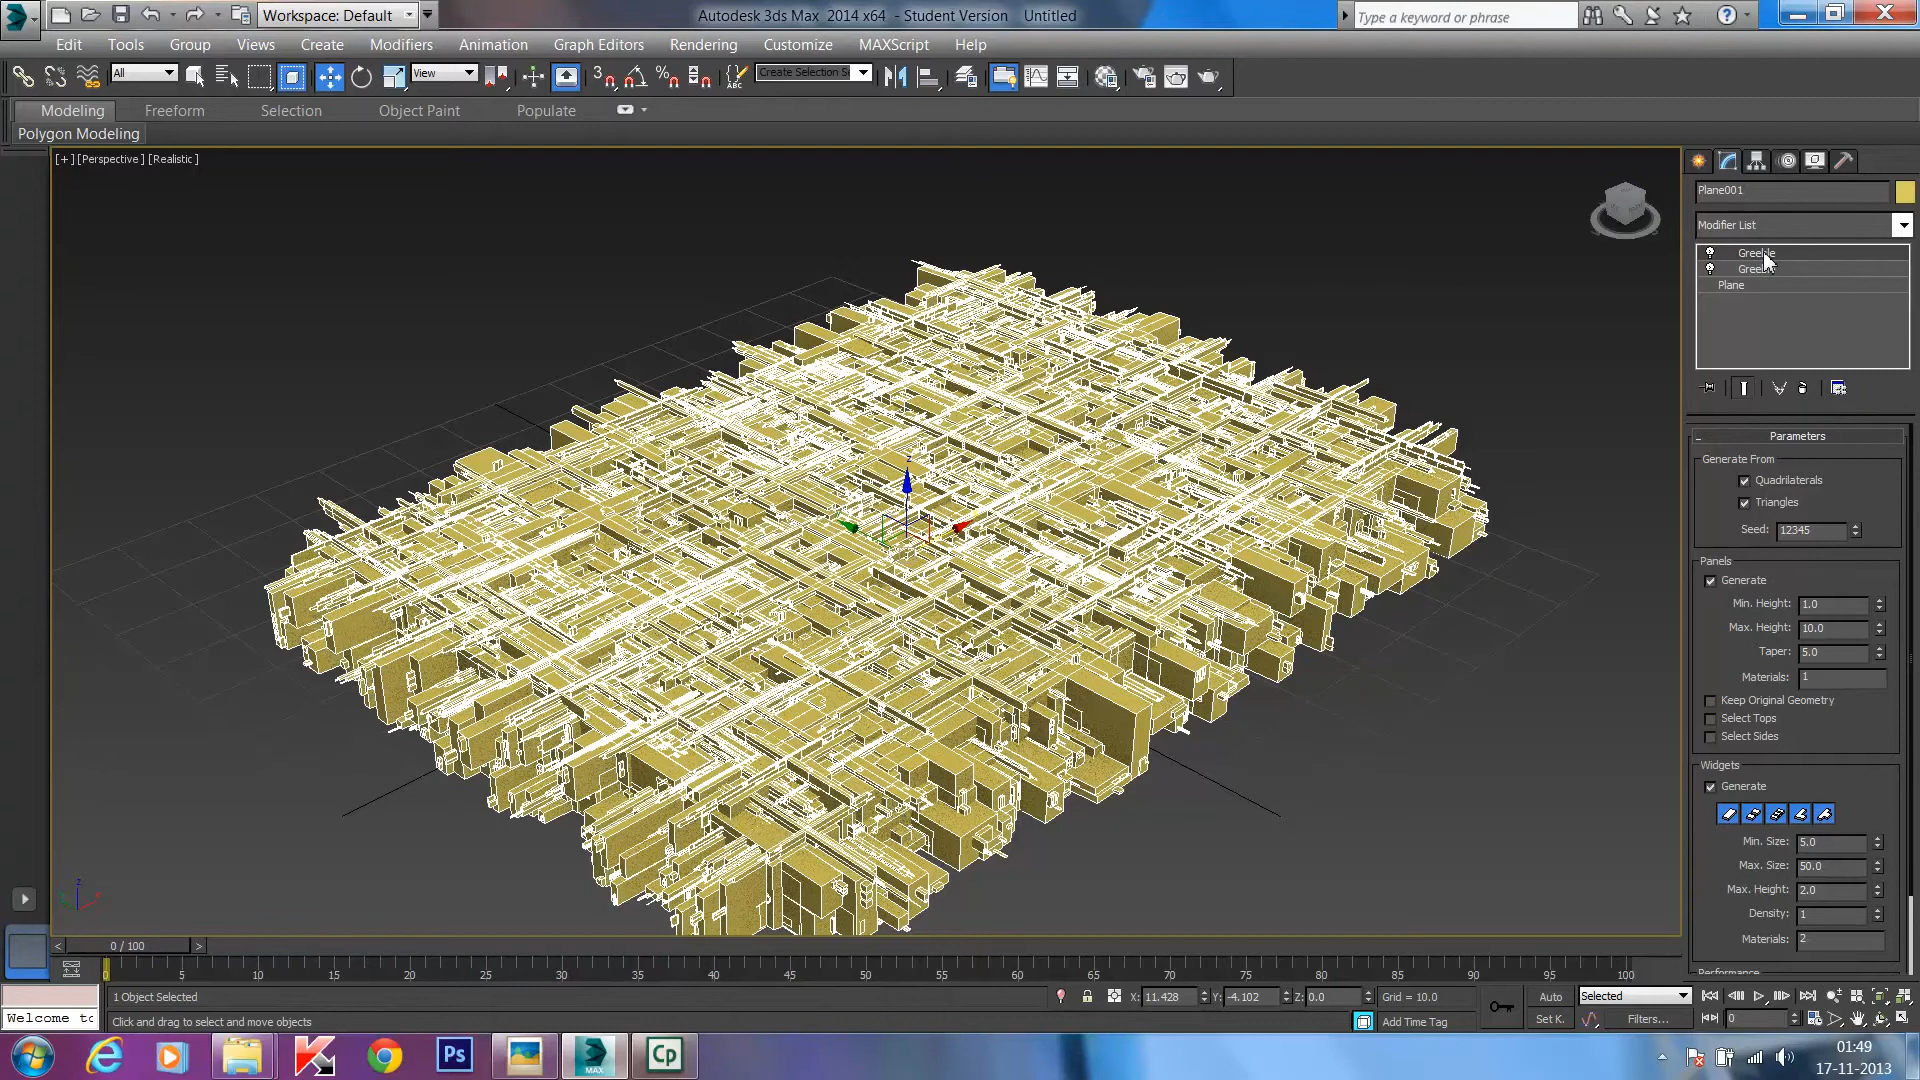 Workspace: Default
Autodesk 3ds Max 2014 x64 - Student Version Untitled
Type a keyword or phrase
Edit Tools Group Views Create Modifiers Animation Graph Editors Rendering Customize MAXScript Help
All
View
3
ABC
Create Selection S
Modeling Freeform Selection Object Paint Populate
Polygon Modeling
[+] [Perspective ] [Realistic ]
Plane001
Modifier List
Greeble
Plane
Parameters
Generate From
Quadrilaterals
Triangles
Seed: 12345
Panels
Generate
Min. Height: 1.0
Max. Height: 10.0
Taper: 5.0
Materials: 1
Keep Original Geometry
Select Tops
Select Sides
Widgets
Generate
Min. Size: 5.0
Max. Size: 50.0
Max. Height: 2.0
Density: 1
Materials: 2
z
z
< 0 / 100 >
0 5 10 15 20 25 30 35 40 45 50 55 60 65 70 75 80 85 90 95 100
1 Object Selected
X: 11.428 Y: -4.102 Z: 0.0 Grid = 10.0
Auto Selected
Welcome to
Click and drag to select and move objects
Add Time Tag
Set K. Filters... 0
Ps
MAX
Cp
01:49
17-11-2013